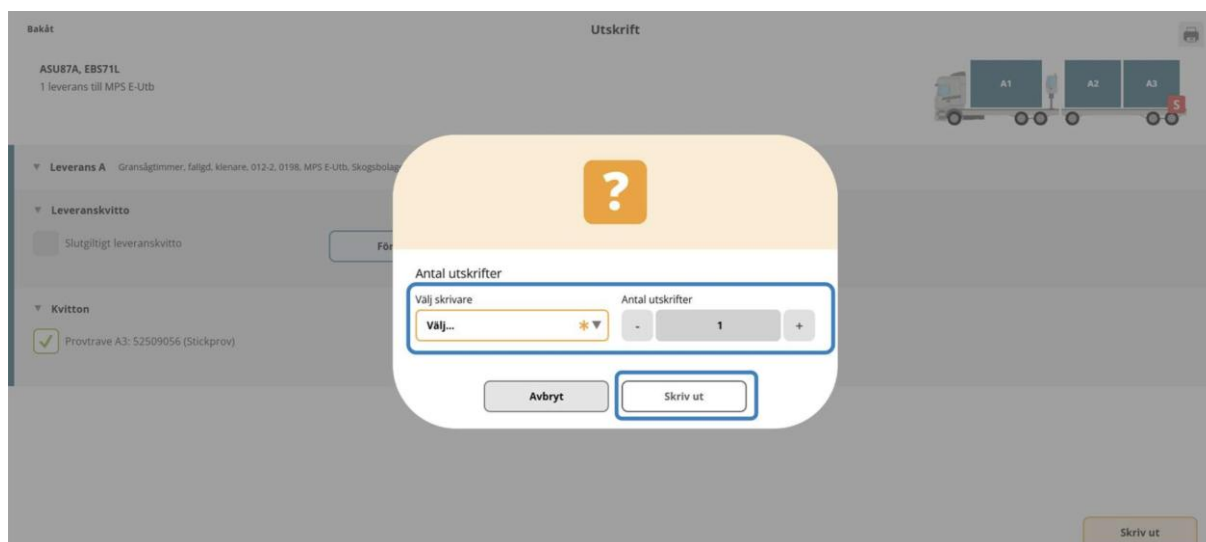 Bakåt
Utskrift
ASU87A, EBS71L
1 leverans till MPS E-Utb
A1
A2
A3
S
Leverans A Gransågtimmer, fallgd, klenare, 012-2, 0198, MPS E-Utb, Skogsbolag
Leveranskvitto
Slutgiltigt leveranskvitto
För
?
Antal utskrifter
Välj skrivare
Antal utskrifter
Välj...
*
-
1
+
Kvitton
Provtrave A3: 52509056 (Stickprov)
Avbryt
Skriv ut
Skriv ut